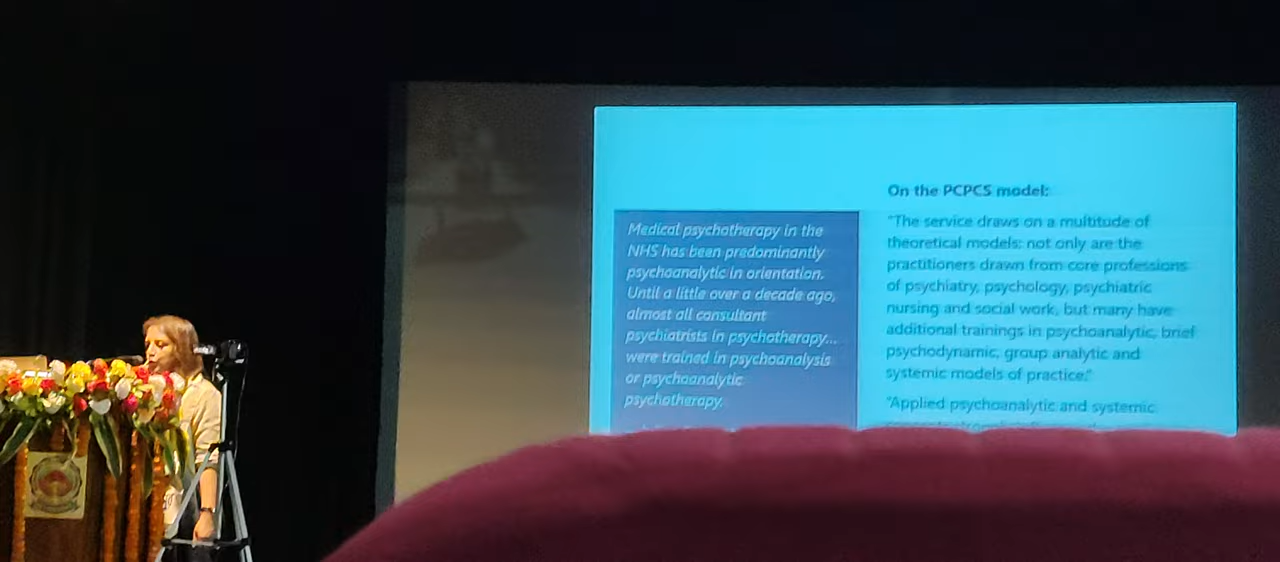 Medical psychotherapy in the
NHS has been predominantly
psychoanalytic in orientation.
Until a little over a decade ago,
almost all consultant
psychiatrists in psychotherapy...
were trained in psychoanalysis
or psychoanalytic
psychotherapy.
On the PCPCS model:
"The service draws on a multitude of
theoretical models: not only are the
practitioners drawn from core professions
of psychiatry, psychology, psychiatric
nursing and social work, but many have
additional trainings in psychoanalytic, brief
psychodynamic, group analytic and
systemic models of practice."
"Applied psychoanalytic and systemic